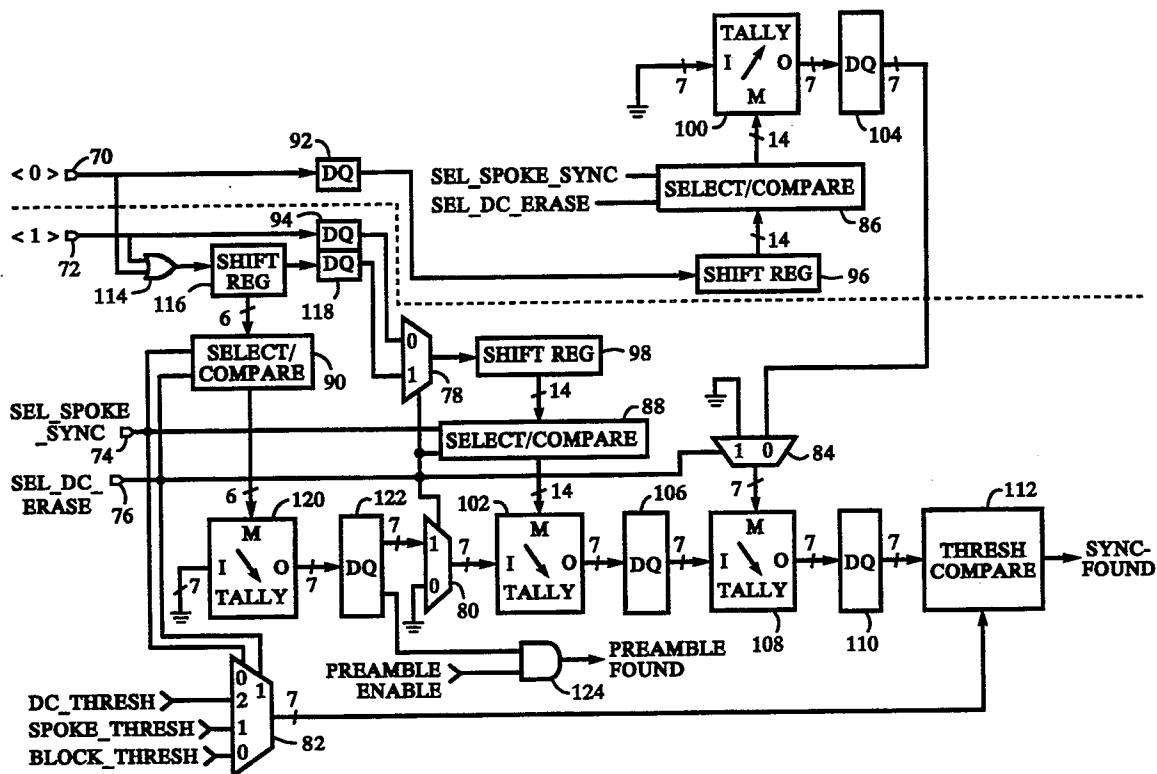 TALLY
I O
M
7
7
DQ
7
100
104
14
92
70
< 0 >
DQ
SEL_SPOKE_SYNC
SEL_DC_ERASE
SELECT/COMPARE
86
14
94
< 1 >
72
DQ
DQ
118
114
SHIFT
REG
116
SHIFT REG
96
6
SELECT/
COMPARE
90
0
1
78
SHIFT REG
98
14
88
SEL_SPOKE
_SYNC
74
SELECT/COMPARE
1 0
84
SEL_DC_
ERASE
76
6
120
122
102
14
106
7
112
M
I O
TALLY
7
7
DQ
7
1
0
80
7
M
I O
TALLY
7
DQ
7
M
I O
TALLY
108
7
DQ
110
7
THRESH
COMPARE
SYNC-
FOUND
PREAMBLE
ENABLE
124
PREAMBLE
FOUND
DC_THRESH
SPOKE_THRESH
BLOCK_THRESH
0
1
2
1
0
82
7